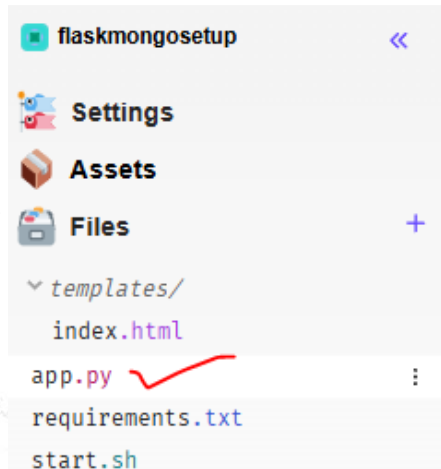 flaskmongosetup
Settings
Assets
Files
templates/
index.html
app.py
requirements.txt
start.sh